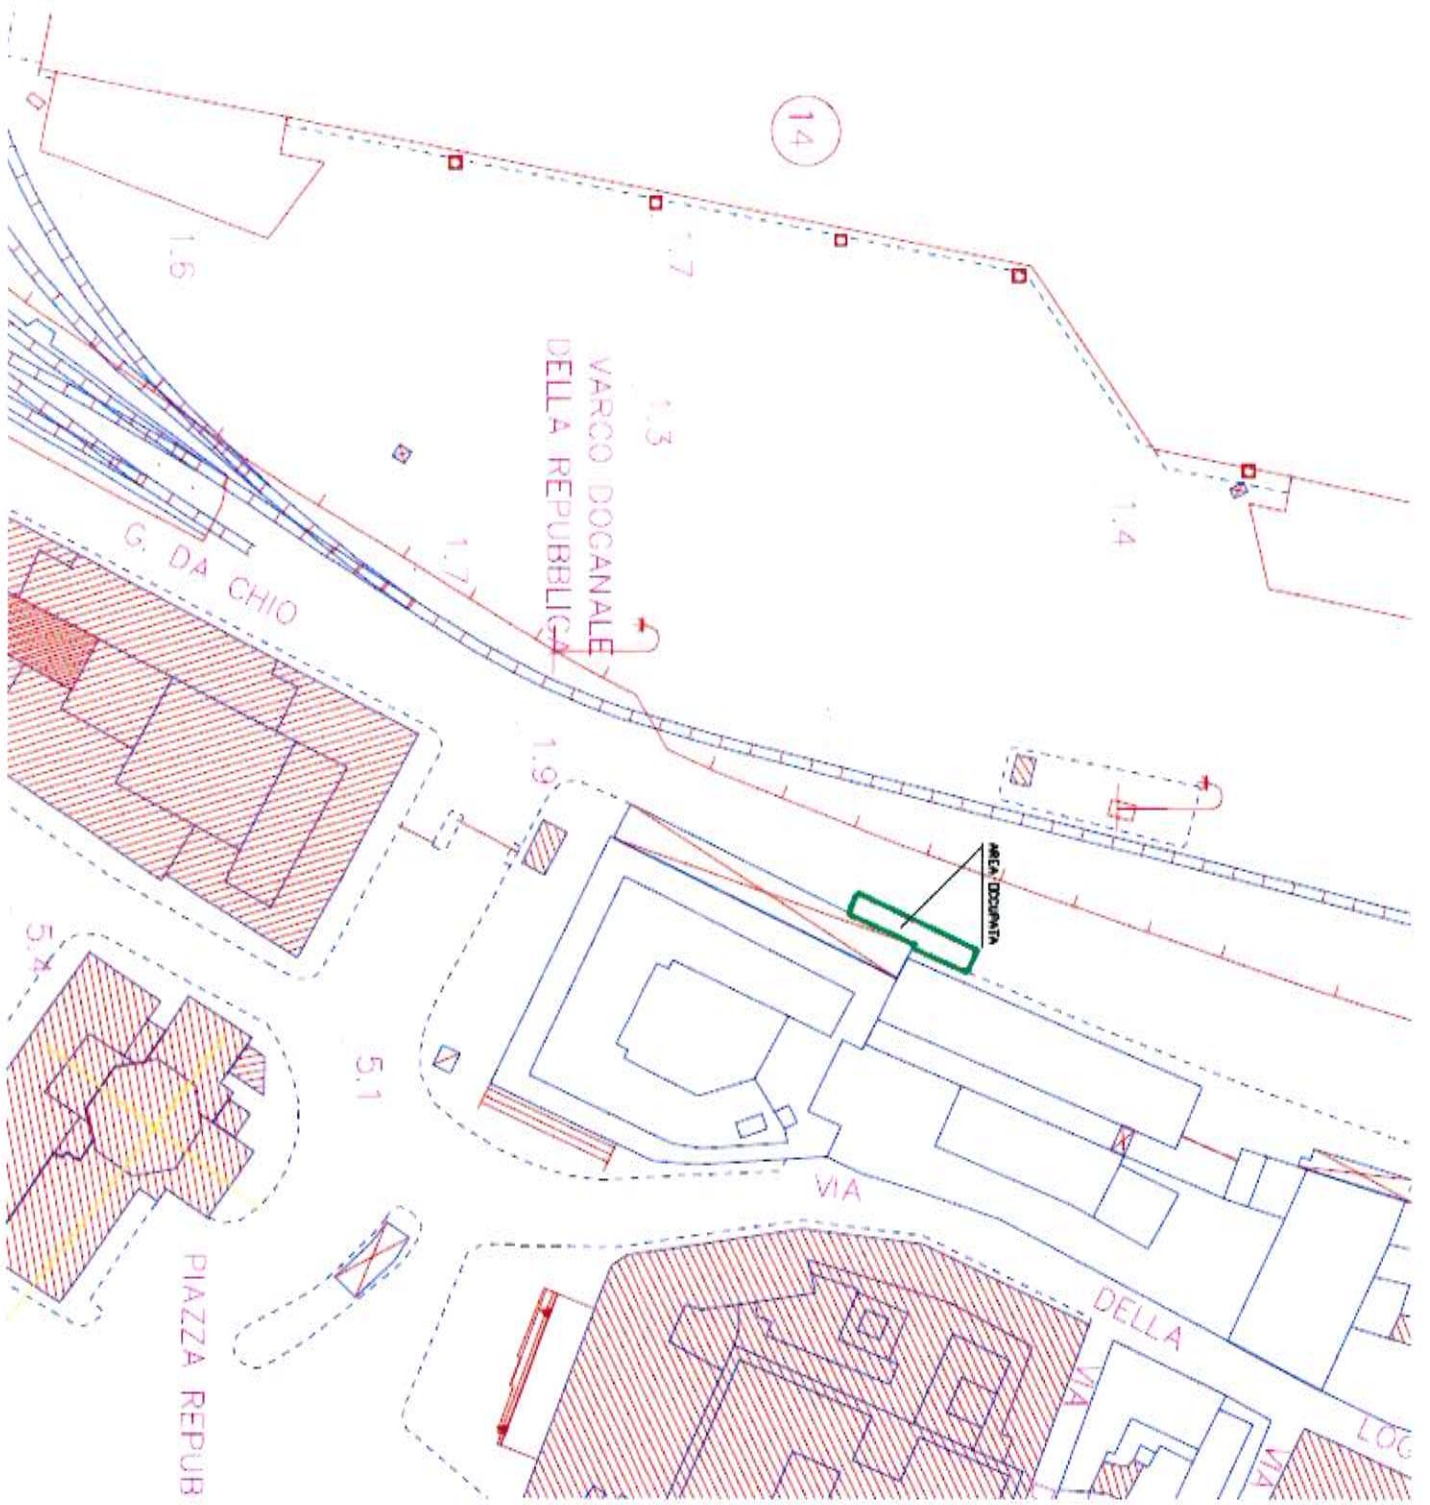 14
1.6
1.7
VARCO DOGANALE
DELLA REPUBBLICA
1.3
1.4
G. DA CHIO
1.7
1.9
AREA OCCUPATA
5.4
5.1
VIA
DELLA
LOG
PIAZZA REPUB
VIA
VIA